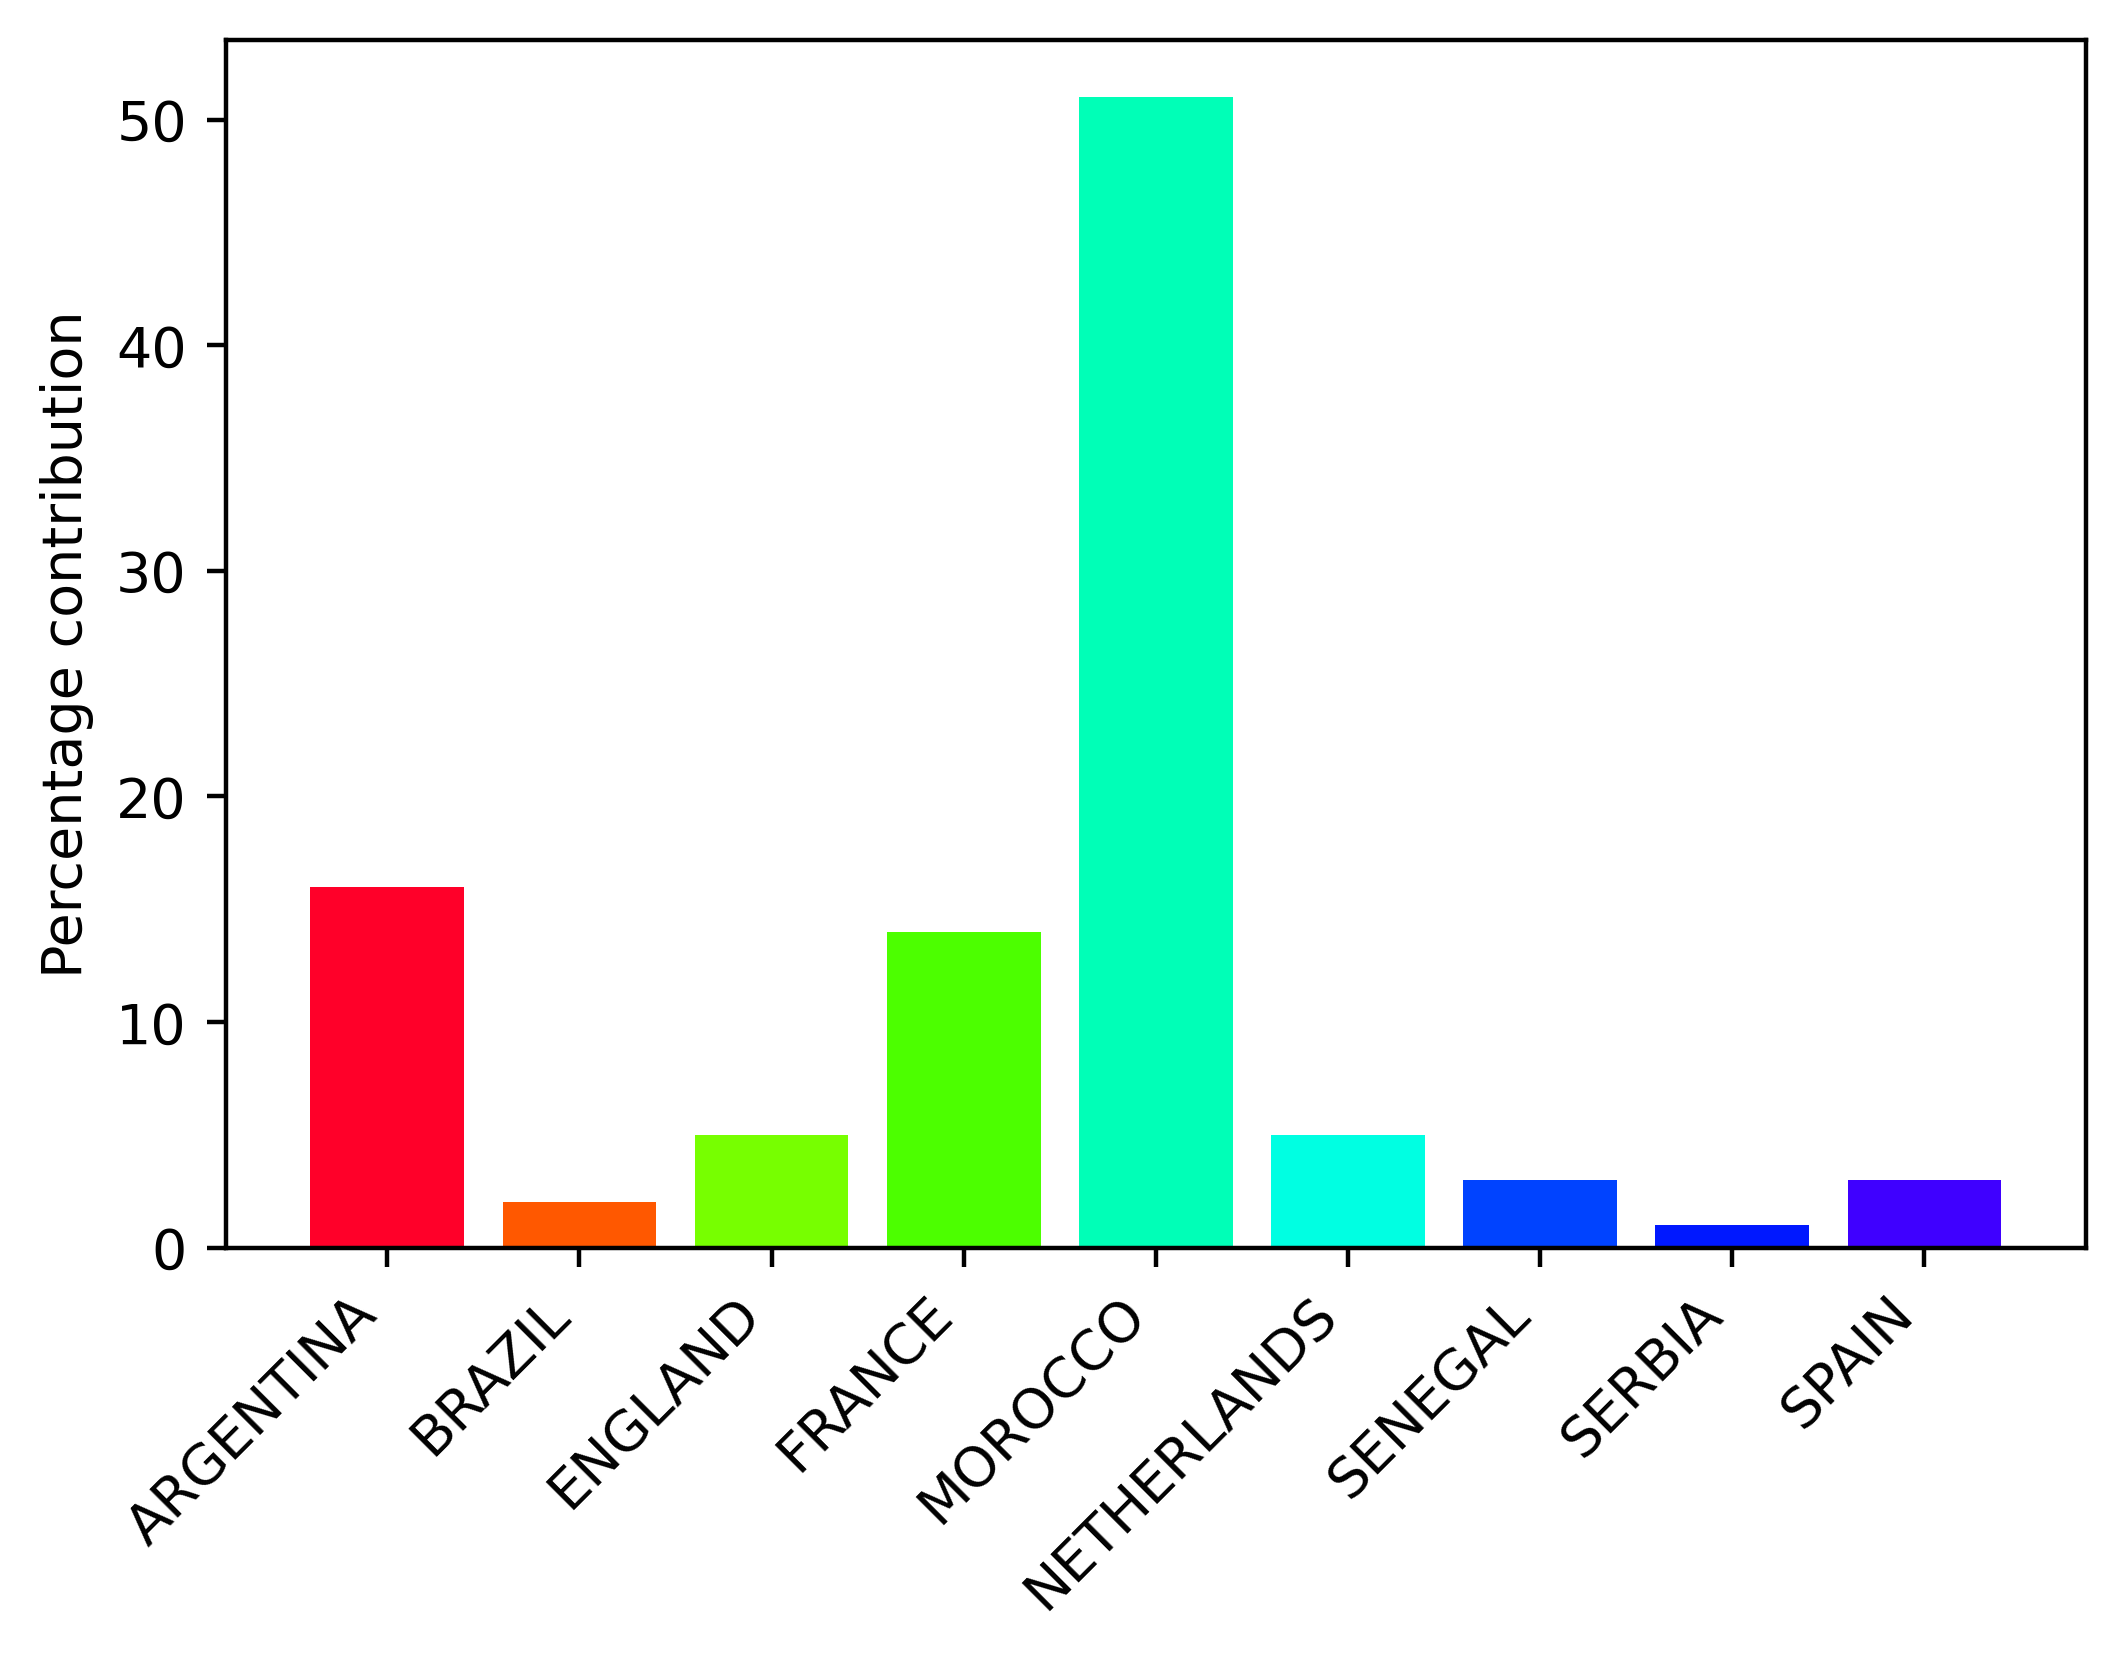 Percentage contribution
50
40
30
20
10
0
ARGENTINA
BRAZIL
ENGLAND
FRANCE
MOROCCO
NETHERLANDS
SENEGAL
SERBIA
SPAIN